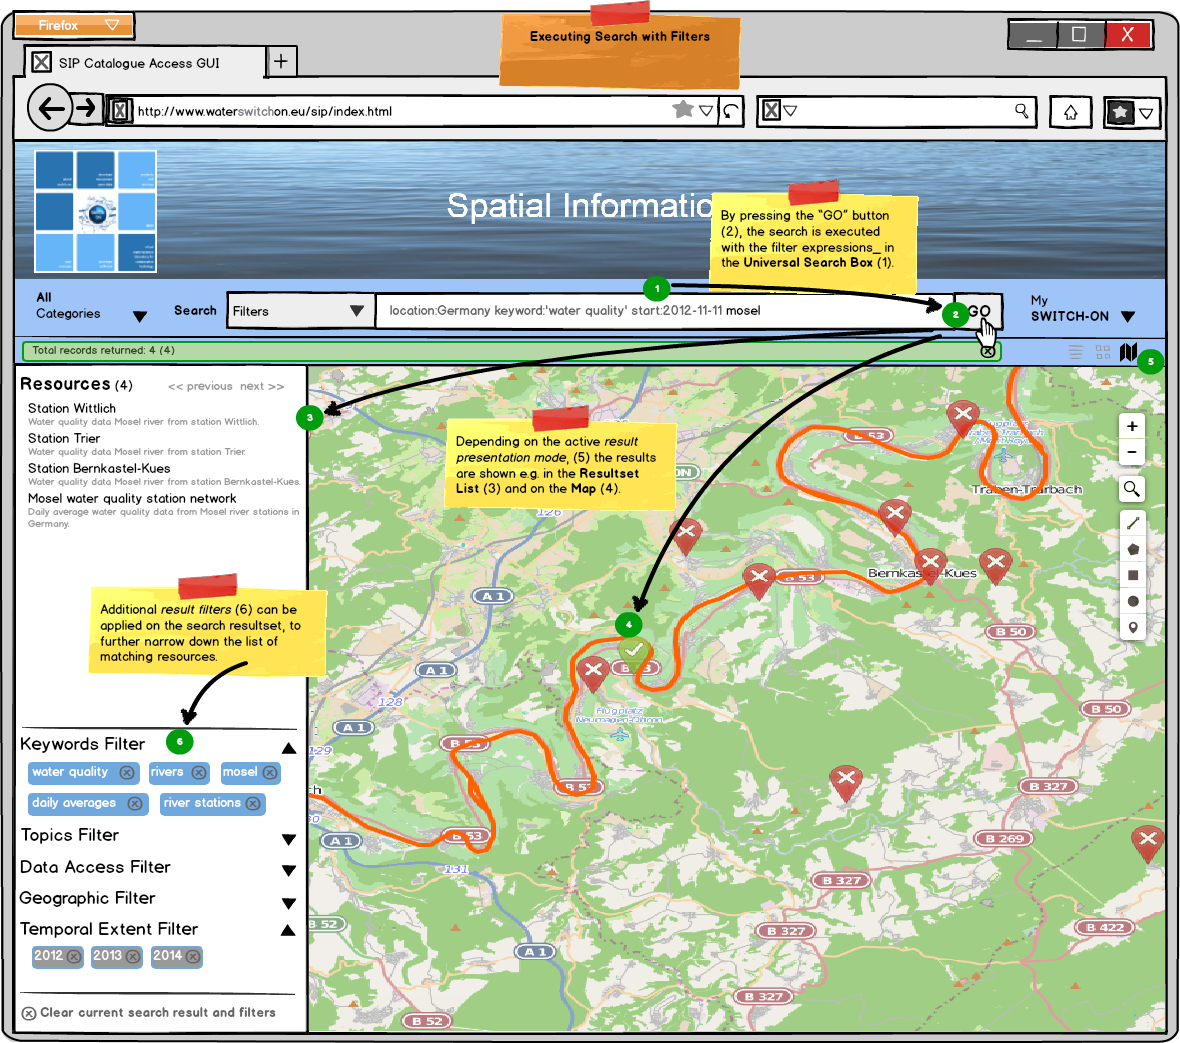 Firefox
Executing Search with Filters
SIP Catalogue Access GUI
http://www.waterswitchon.eu/sip/index.html
Spatial Informatio
By pressing the "GO" button
(2), the search is executed
with the filter expressions_ in
the Universal Search Box (1).
All
Categories
Search
Filters
location:Germany keyword:'water quality' start:2012-11-11 mosel
1
2
GO
My
SWITCH-ON
Total records returned: 4 (4)
5
Resources (4)
<< previous next >>
Station Wittlich
Water quality data Mosel river from station Wittlich.
Station Trier
Water quality data Mosel river from station Trier.
Station Bernkastel-Kues
Water quality data Mosel river from station Bernkastel-Kues.
Mosel water quality station network
Daily average water quality data from Mosel river stations in
Germany.
3
Depending on the active result
presentation mode, (5) the results
are shown e.g. in the Resultset
List (3) and on the Map (4).
Additional result filters (6) can be
applied on the search resultset, to
further narrow down the list of
matching resources.
6
Keywords Filter
water quality
rivers
mosel
daily averages
river stations
Topics Filter
Data Access Filter
Geographic Filter
Temporal Extent Filter
2012
2013
2014
Clear current search result and filters
B 53
+
−
Traben-Trarbach
ON
126
B 53
Bernkastel-Kues
A 1
4
B 50
A 1
128
Flugplatz
Neumagen-Dhron
B 50
A 1
129
B 53
B 53
B 327
h
A 1
B 53
B 269
131
B 327
B 52
B 327
B 422
A 1
B 327
B 52